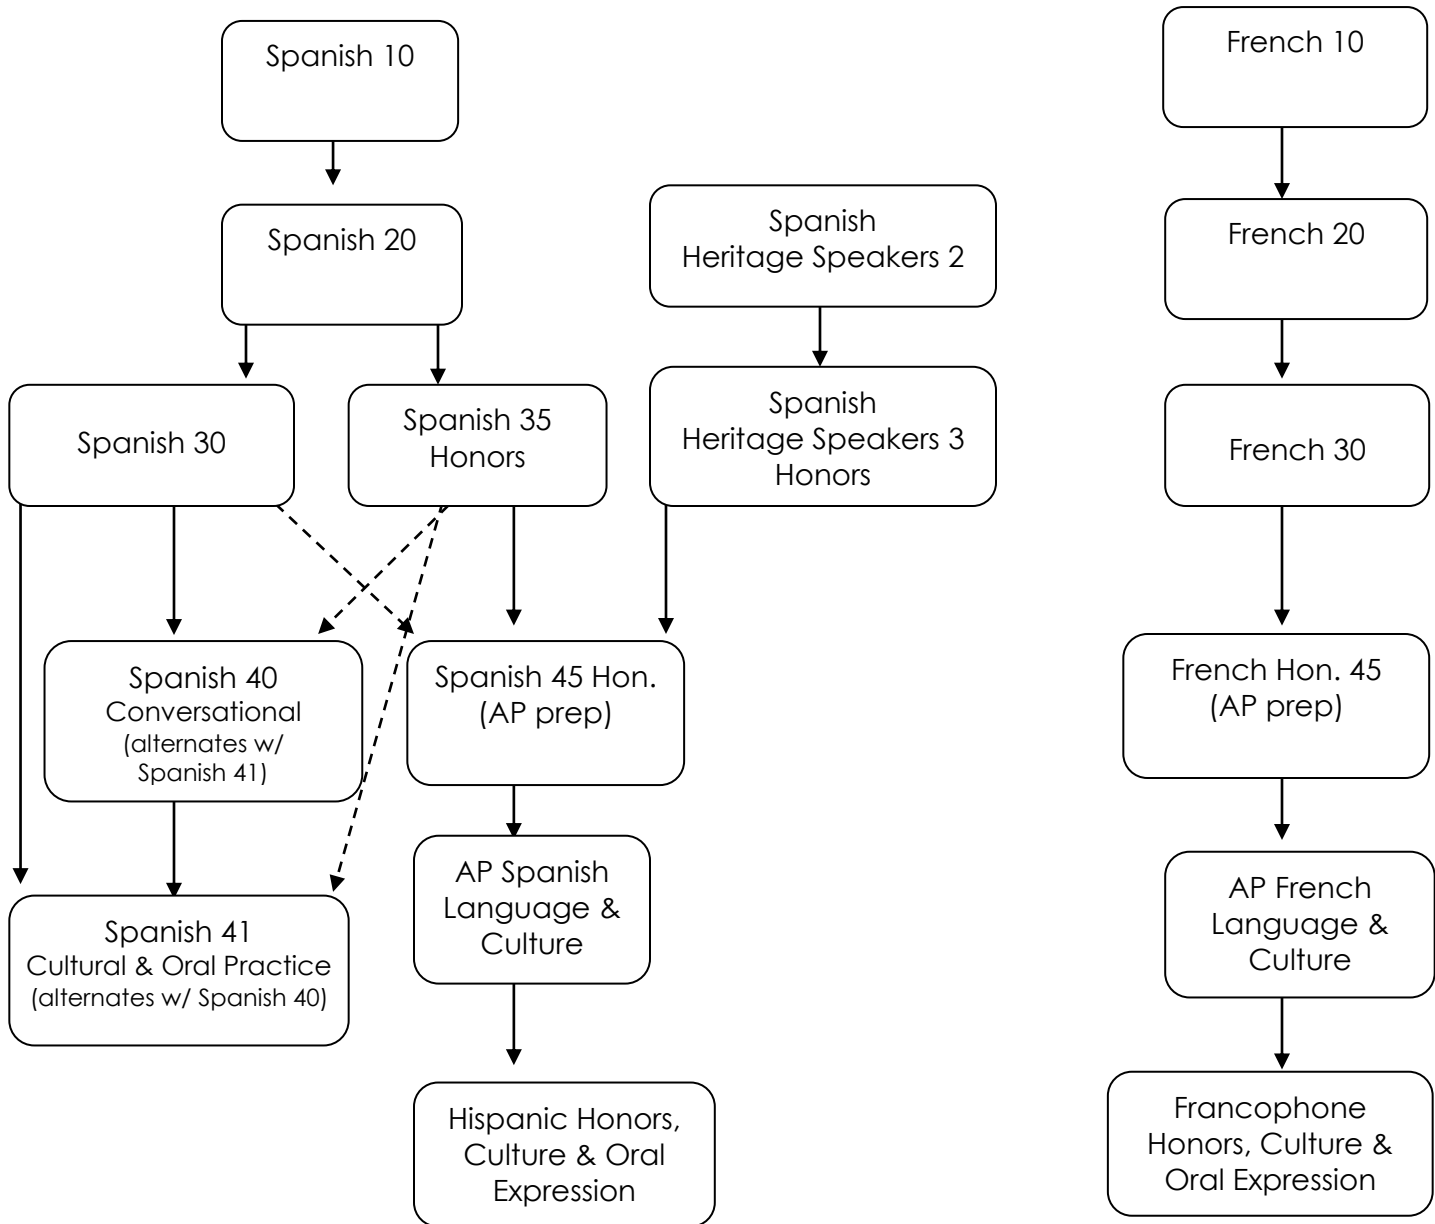 Spanish 10
French 10
Spanish 20
Spanish
Heritage Speakers 2
French 20
Spanish 30
Spanish 35
Honors
Spanish
Heritage Speakers 3
Honors
French 30
Spanish 40
Conversational
(alternates w/
Spanish 41)
Spanish 45 Hon.
(AP prep)
French Hon. 45
(AP prep)
Spanish 41
Cultural & Oral Practice
(alternates w/ Spanish 40)
AP Spanish
Language &
Culture
AP French
Language &
Culture
Hispanic Honors,
Culture & Oral
Expression
Francophone
Honors, Culture &
Oral Expression